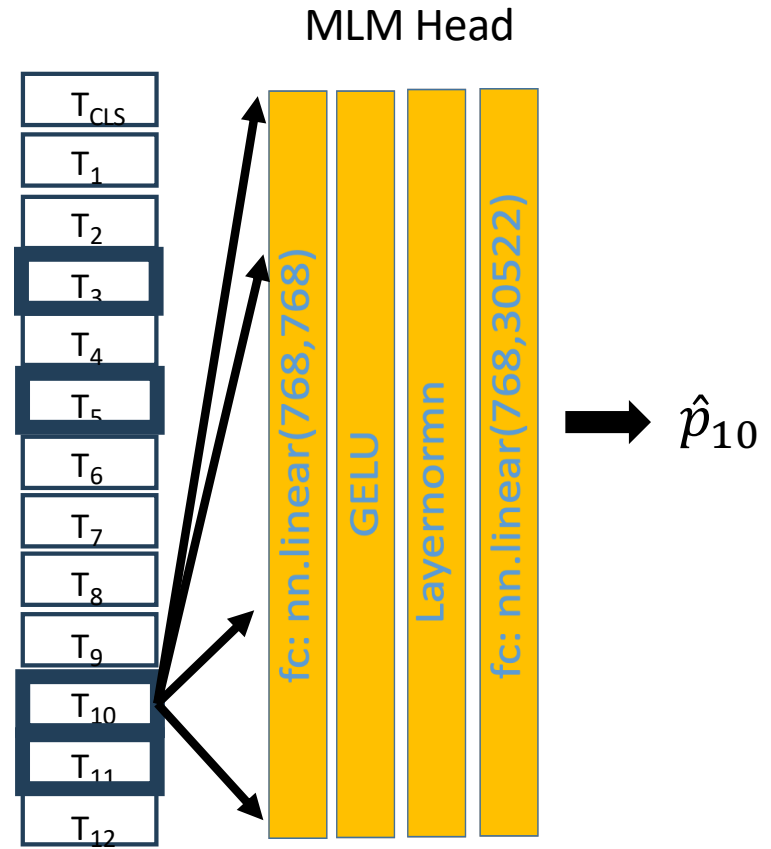 MLM Head
T_CLS
T_1
T_2
T_3
T_4
T_5
T_6
T_7
T_8
T_9
T_10
T_11
T_12
fc: nn.linear(768,768)
GELU
Layernormn
fc: nn.linear(768,30522)
p̂_10